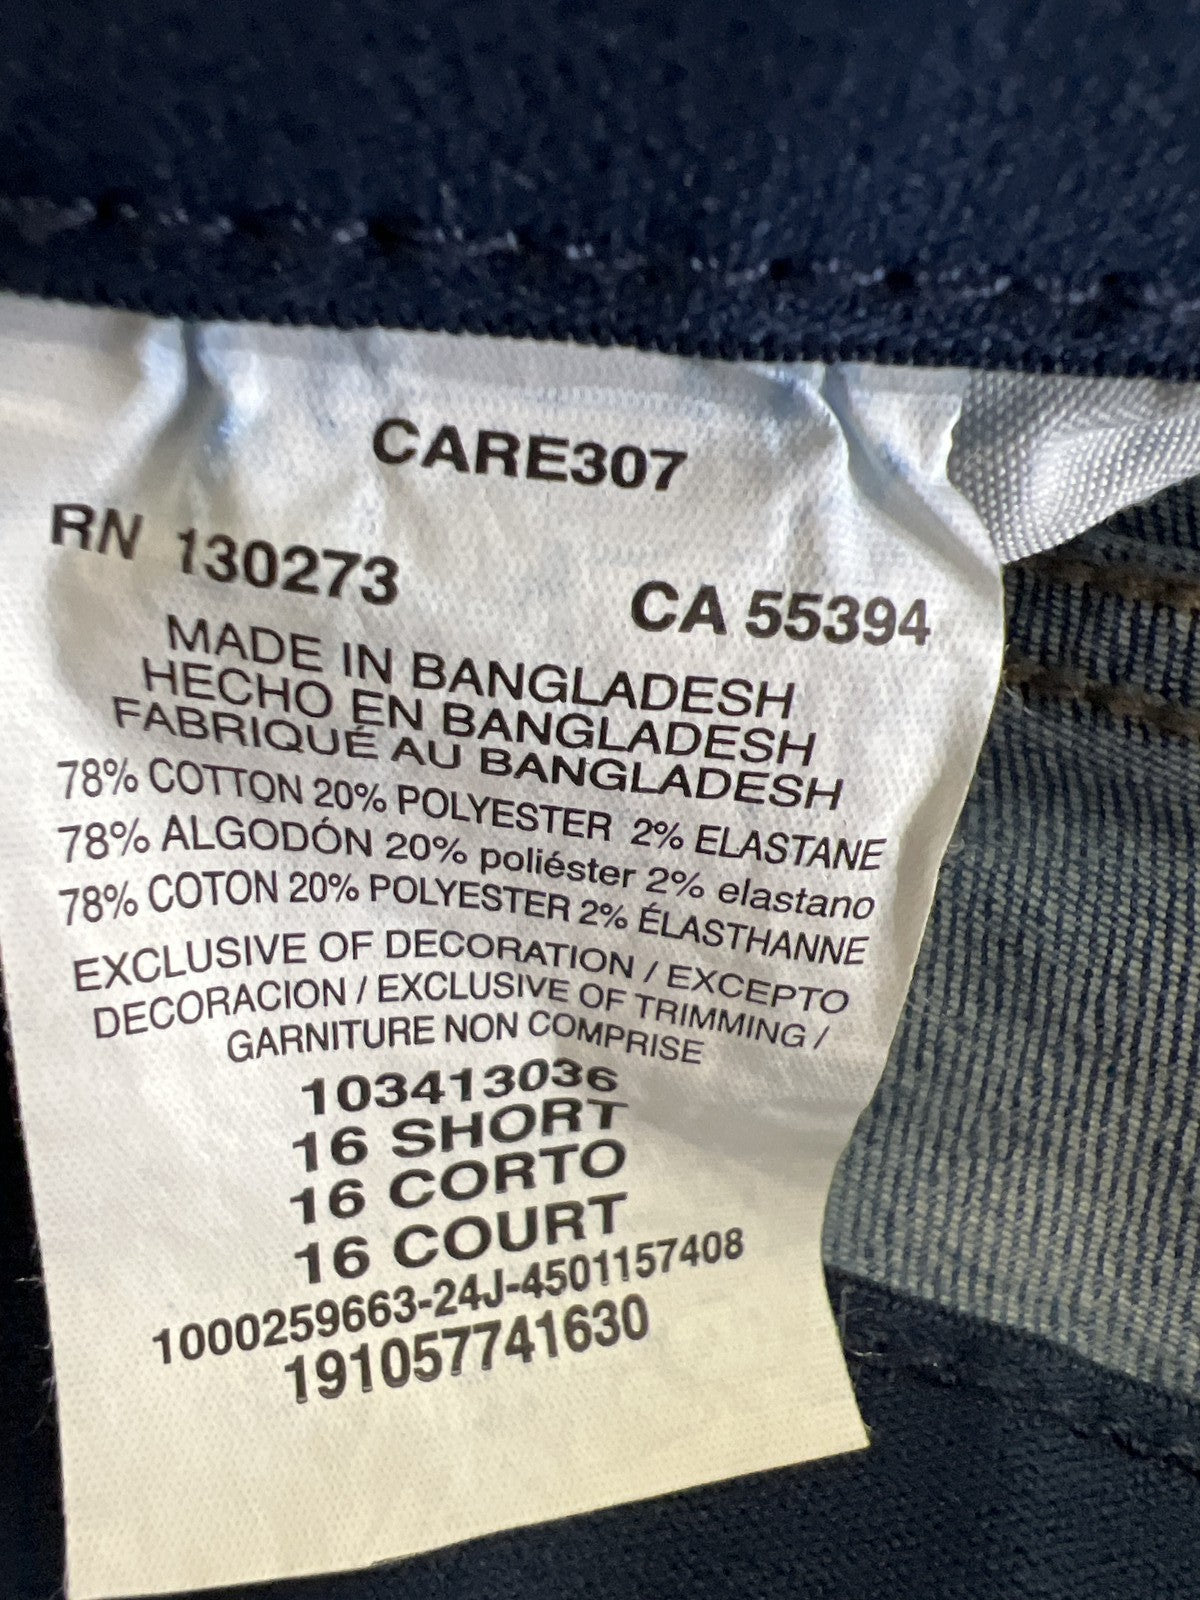 CARE307
RN 130273
CA 55394
MADE IN BANGLADESH
HECHO EN BANGLADESH
FABRIQUÉ AU BANGLADESH
78% COTTON 20% POLYESTER 2% ELASTANE
78% ALGODÓN 20% poliéster 2% elastano
78% COTON 20% POLYESTER 2% ÉLASTHANNE
EXCLUSIVE OF DECORATION / EXCEPTO
DECORACION / EXCLUSIVE OF TRIMMING /
GARNITURE NON COMPRISE
103413036
16 SHORT
16 CORTO
16 COURT
1000259663-24J-4501157408
191057741630